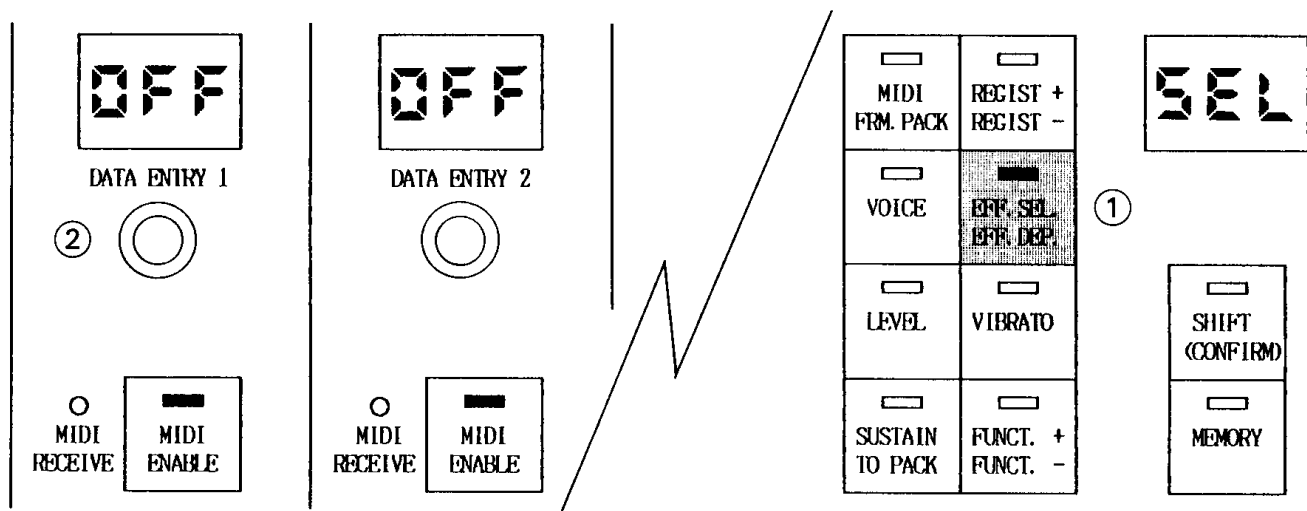 OFF
DATA ENTRY 1
②
MIDI
RECEIVE
MIDI
ENABLE
OFF
DATA ENTRY 2
MIDI
RECEIVE
MIDI
ENABLE
MIDI
FRM. PACK
REGIST +
REGIST -
VOICE
EFF. SEL.
EFF. DEP.
①
LEVEL
VIBRATO
SUSTAIN
TO PACK
FUNCT. +
FUNCT. -
SEL
SHIFT
(CONFIRM)
MEMORY